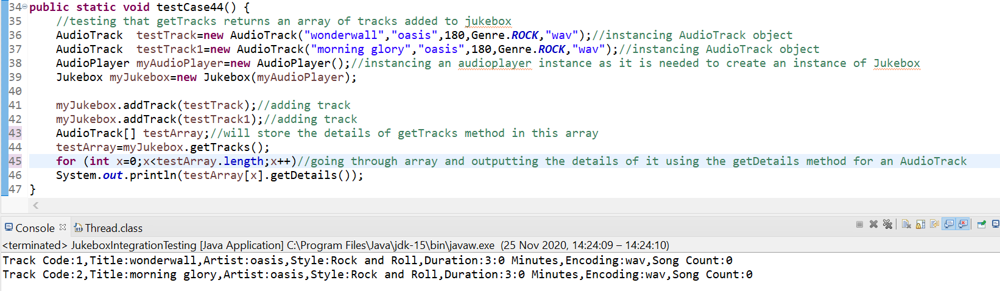 34 public static void testCase44() {
35 //testing that getTracks returns an array of tracks added to jukebox
36 AudioTrack  testTrack=new AudioTrack("wonderwall","oasis",180,Genre.ROCK,"wav");//instancing AudioTrack object
37 AudioTrack  testTrack1=new AudioTrack("morning glory","oasis",180,Genre.ROCK,"wav");//instancing AudioTrack object
38 AudioPlayer myAudioPlayer=new AudioPlayer();//instancing an audioplayer instance as it is needed to create an instance of Jukebox
39 Jukebox myJukebox=new Jukebox(myAudioPlayer);
40
41 myJukebox.addTrack(testTrack);//adding track
42 myJukebox.addTrack(testTrack1);//adding track
43 AudioTrack[] testArray;//will store the details of getTracks method in this array
44 testArray=myJukebox.getTracks();
45 for (int x=0;x<testArray.length;x++)//going through array and outputting the details of it using the getDetails method for an AudioTrack
46 System.out.println(testArray[x].getDetails());
47 }
Console Thread.class
<terminated> JukeboxIntegrationTesting [Java Application] C:\Program Files\Java\jdk-15\bin\javaw.exe  (25 Nov 2020, 14:24:09 – 14:24:10)
Track Code:1,Title:wonderwall,Artist:oasis,Style:Rock and Roll,Duration:3:0 Minutes,Encoding:wav,Song Count:0
Track Code:2,Title:morning glory,Artist:oasis,Style:Rock and Roll,Duration:3:0 Minutes,Encoding:wav,Song Count:0